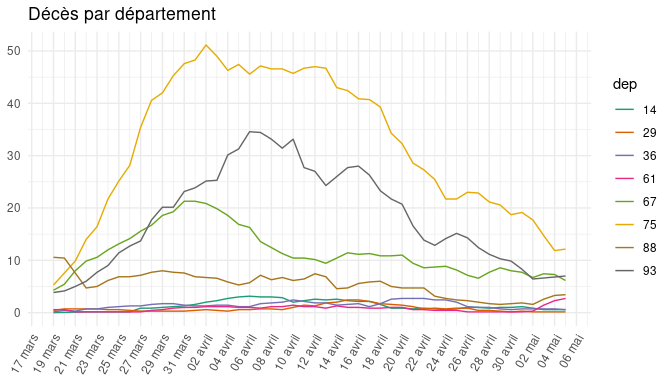 Décès par département
50
40
30
20
10
0
17 mars
19 mars
21 mars
23 mars
25 mars
27 mars
29 mars
31 mars
02 avril
04 avril
06 avril
08 avril
10 avril
12 avril
14 avril
16 avril
18 avril
20 avril
22 avril
24 avril
26 avril
28 avril
30 avril
02 mai
04 mai
06 mai
dep
14
29
36
61
67
75
88
93